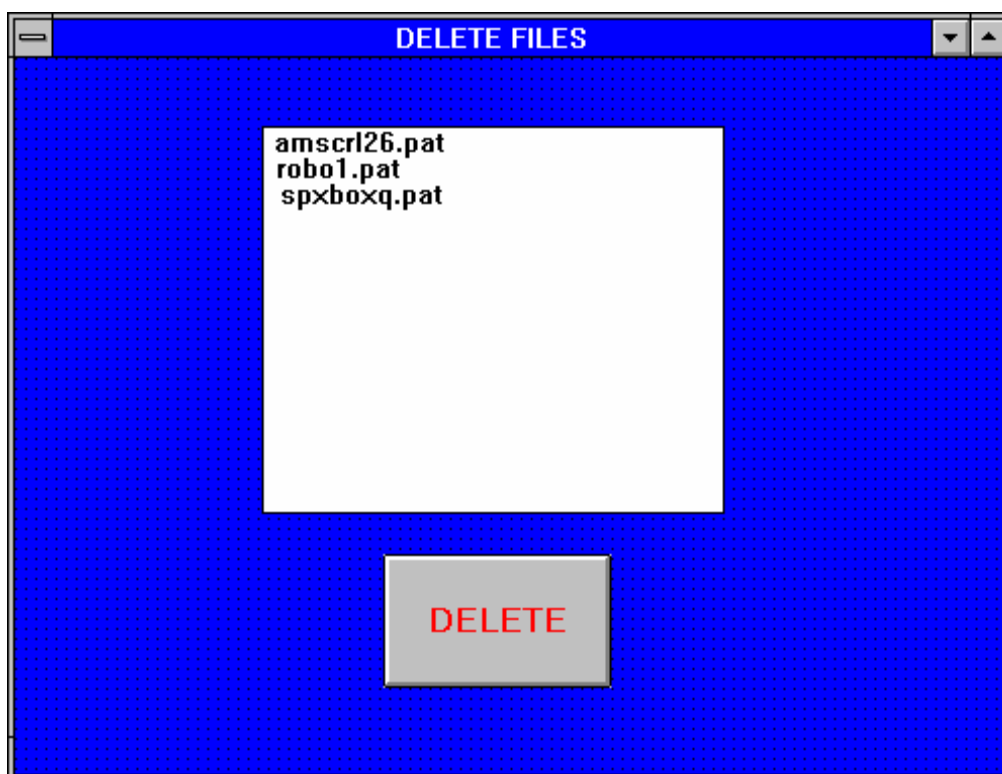 DELETE FILES
amscrl26.pat
robo1.pat
spxboxq.pat
DELETE